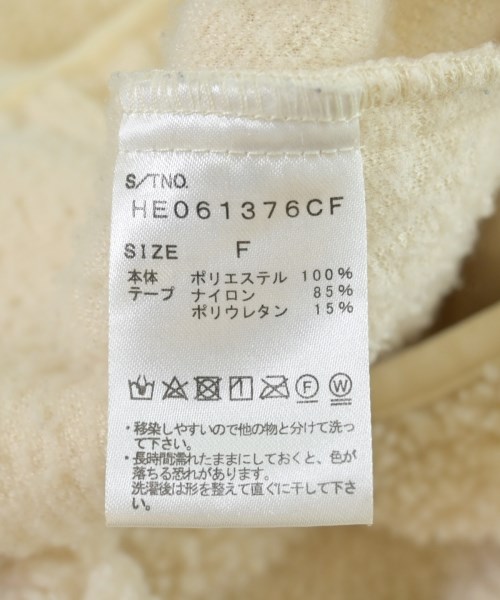 S/TNO.
HE061376CF
SIZE F
本体 ポリエステル 100%
テープ ナイロン 85%
ポリウレタン 15%
F W
・移染しやすいので他の物と分けて洗っ
て下さい。
・長時間濡れたままにしておくと、色が
落ちる恐れがあります。
洗濯後は形を整えて直ぐに干して下さ
い。